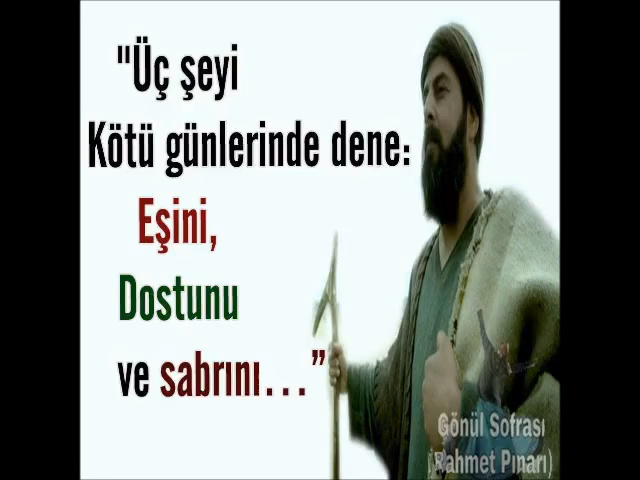 "Üç şeyi
Kötü günlerinde dene:
Eşini,
Dostunu
ve sabrını...”
Gönül Sofrası
(Rahmet Pınarı)